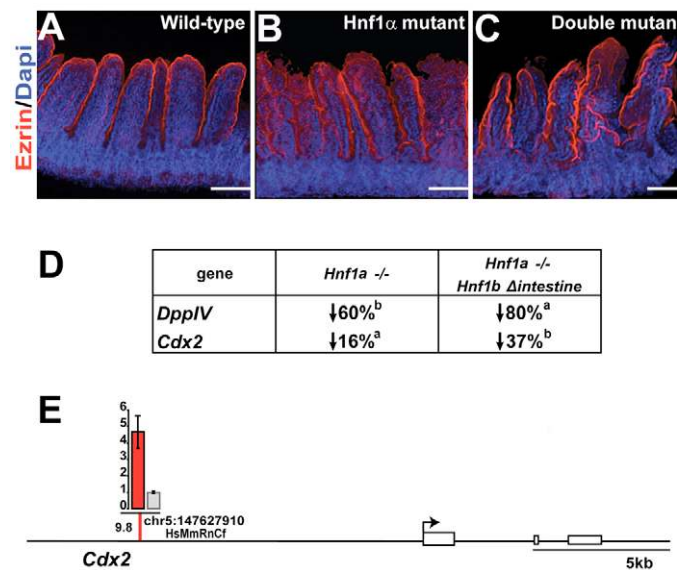 A Wild-type
B Hnf1α mutant
C Double mutant
Ezrin/Dapi
D
gene Hnf1a -/- Hnf1a -/-
Hnf1b Δintestine
DppIV ↓60%b ↓80%a
Cdx2 ↓16%a ↓37%b
E
6
5
4
3
2
1
0
9.8 chr5:147627910
HsMmRnCf
Cdx2
5kb